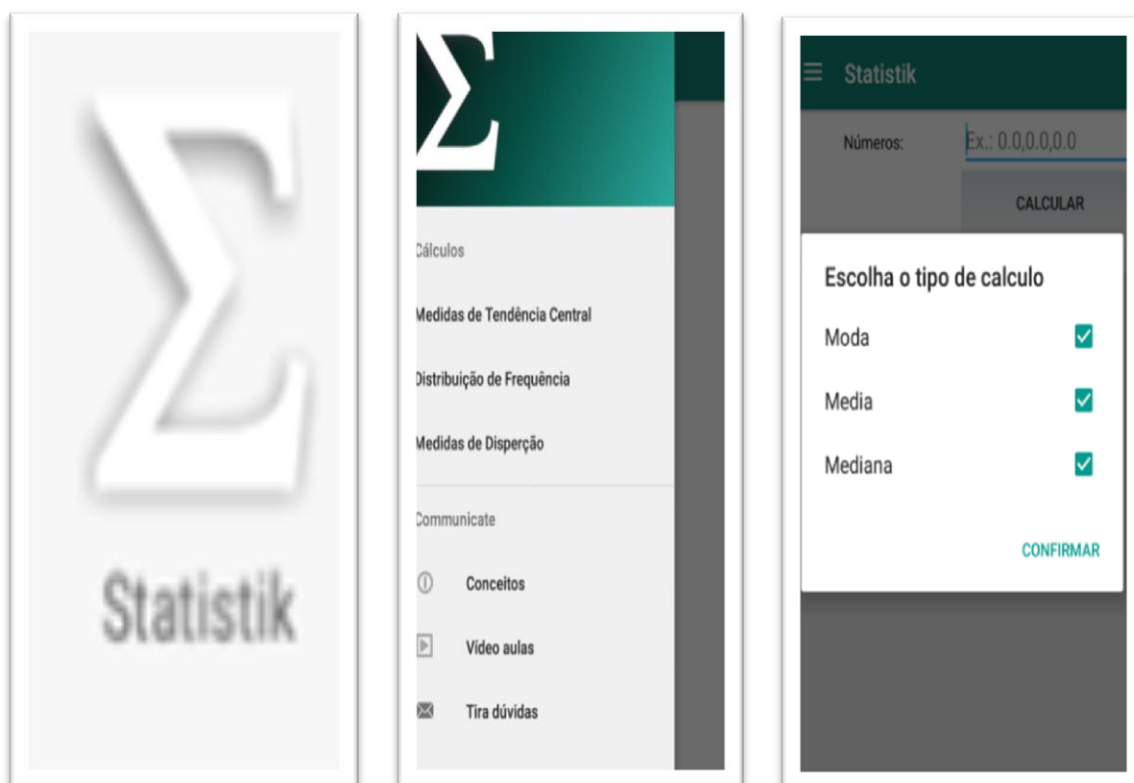 Σ
Statistik
Σ
Cálculos
Medidas de Tendência Central
Distribuição de Frequência
Medidas de Disperção
Communicate
Conceitos
Vídeo aulas
Tira dúvidas
Statistik
Números: Ex.: 0.0,0.0,0.0
CALCULAR
Escolha o tipo de calculo
Moda
Media
Mediana
CONFIRMAR